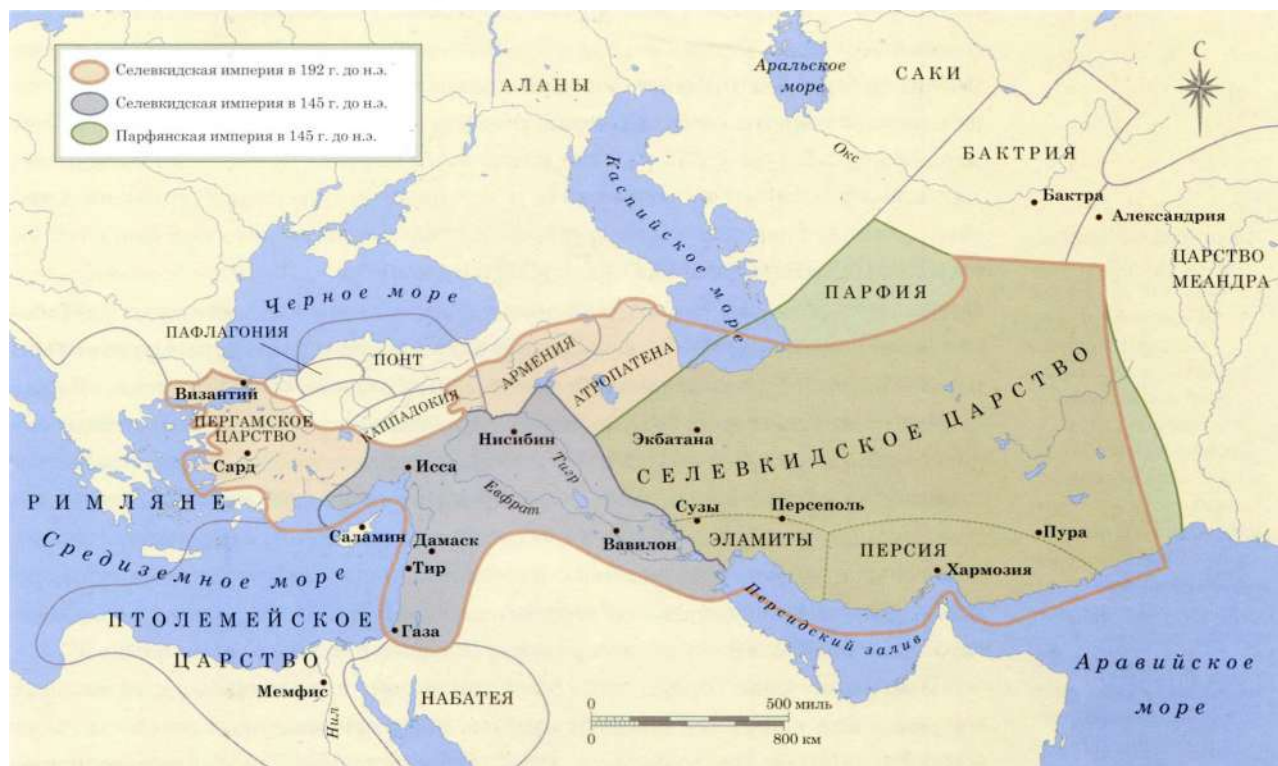 Селевкидская империя в 192 г. до н.э.
Селевкидская империя в 145 г. до н.э.
Парфянская империя в 145 г. до н.э.
С
Аральское
море
САКИ
АЛАНЫ
Окс
БАКТРИЯ
Бактра
Александрия
Каспийское море
ЦАРСТВО
МЕАНДРА
ПАРФИЯ
Черное море
ПАФЛАГОНИЯ
ПОНТ
АРМЕНИЯ
АТРОПАТЕНА
Византий
КАППАДОКИЯ
ПЕРГАМСКОЕ
ЦАРСТВО
Сард
Нисибин
Экбатана
СЕЛЕВКИДСКОЕ ЦАРСТВО
Исса
Тигр
Евфрат
РИМЛЯНЕ
Саламин
Сузы
Персеполь
ЭЛАМИТЫ
ПЕРСИЯ
Пура
Дамаск
Вавилон
Средиземное море
Тир
Хармозия
Персидский залив
ПТОЛЕМЕЙСКОЕ
ЦАРСТВО
Газа
Мемфис
Нил
НАБАТЕЯ
Аравийское
море
0 500 миль
0 800 км